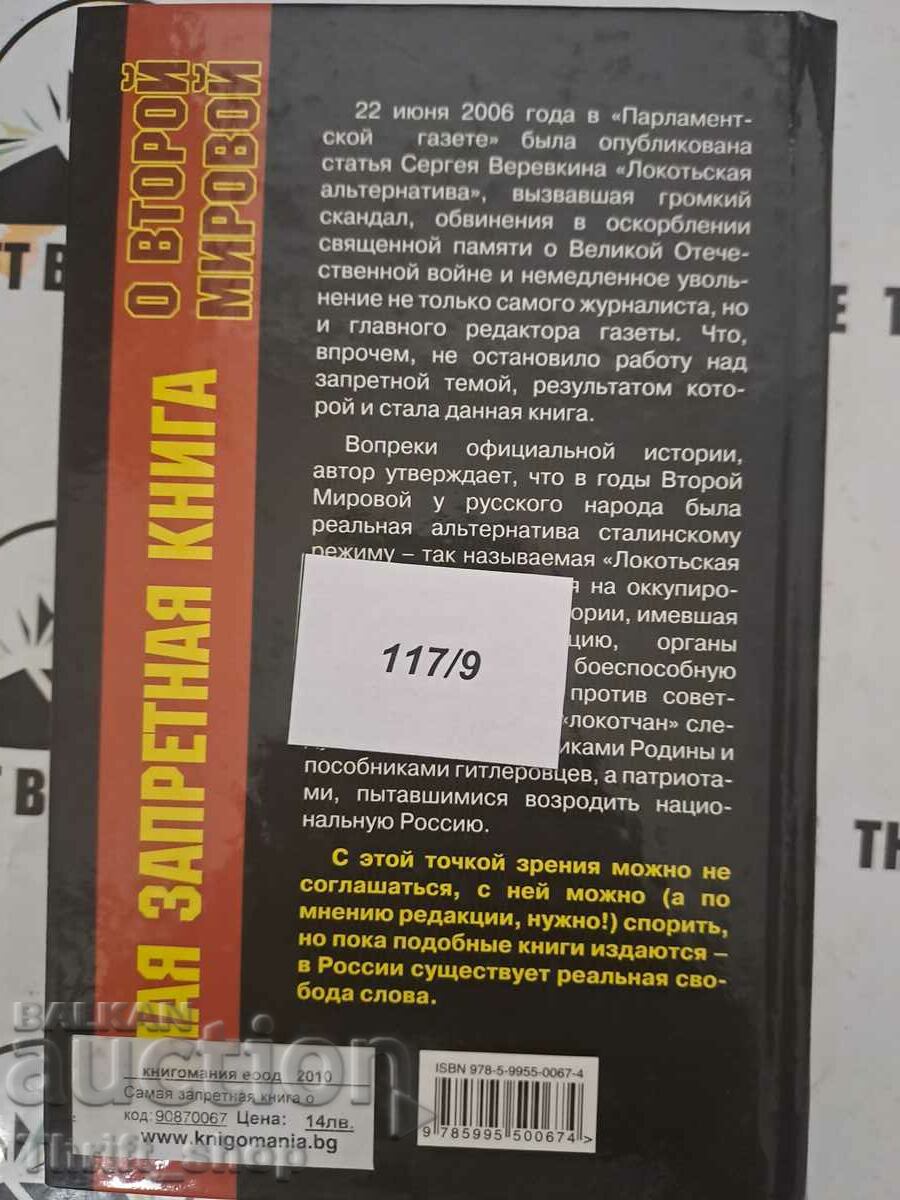 О ВТОРОЙ
МИРОВОЙ
АЯ ЗАПРЕТНАЯ КНИГА
22 июня 2006 года в «Парламент-
ской газете» была опубликована
статья Сергея Веревкина «Локотьская
альтернатива», вызвавшая громкий
скандал, обвинения в оскорблении
священной памяти о Великой Отече-
ственной войне и немедленное уволь-
нение не только самого журналиста, но
и главного редактора газеты. Что,
впрочем, не остановило работу над
запретной темой, результатом кото-
рой и стала данная книга.
Вопреки официальной истории,
автор утверждает, что в годы Второй
Мировой у русского народа была
реальная альтернатива сталинскому
режиму – так называемая «Локотьская
я на оккупиро-
ории, имевшая
цию, органы
боеспособную
против совет-
«локотчан» сле-
иками Родины и
пособниками гитлеровцев, а патриота-
ми, пытавшимися возродить нацио-
нальную Россию.
С этой точкой зрения можно не
соглашаться, с ней можно (а по
мнению редакции, нужно!) спорить,
но пока подобные книги издаются –
в России существует реальная сво-
бода слова.
117/9
BALKAN
auction
книгомания еоод 2010
Самая запретная книга о
код: 90870067 Цена: 14лв.
www.knigomania.bg
Thrift_shop
ISBN 978-5-9955-0067-4
9 785995 500674 >
T B
E T
T B
TH